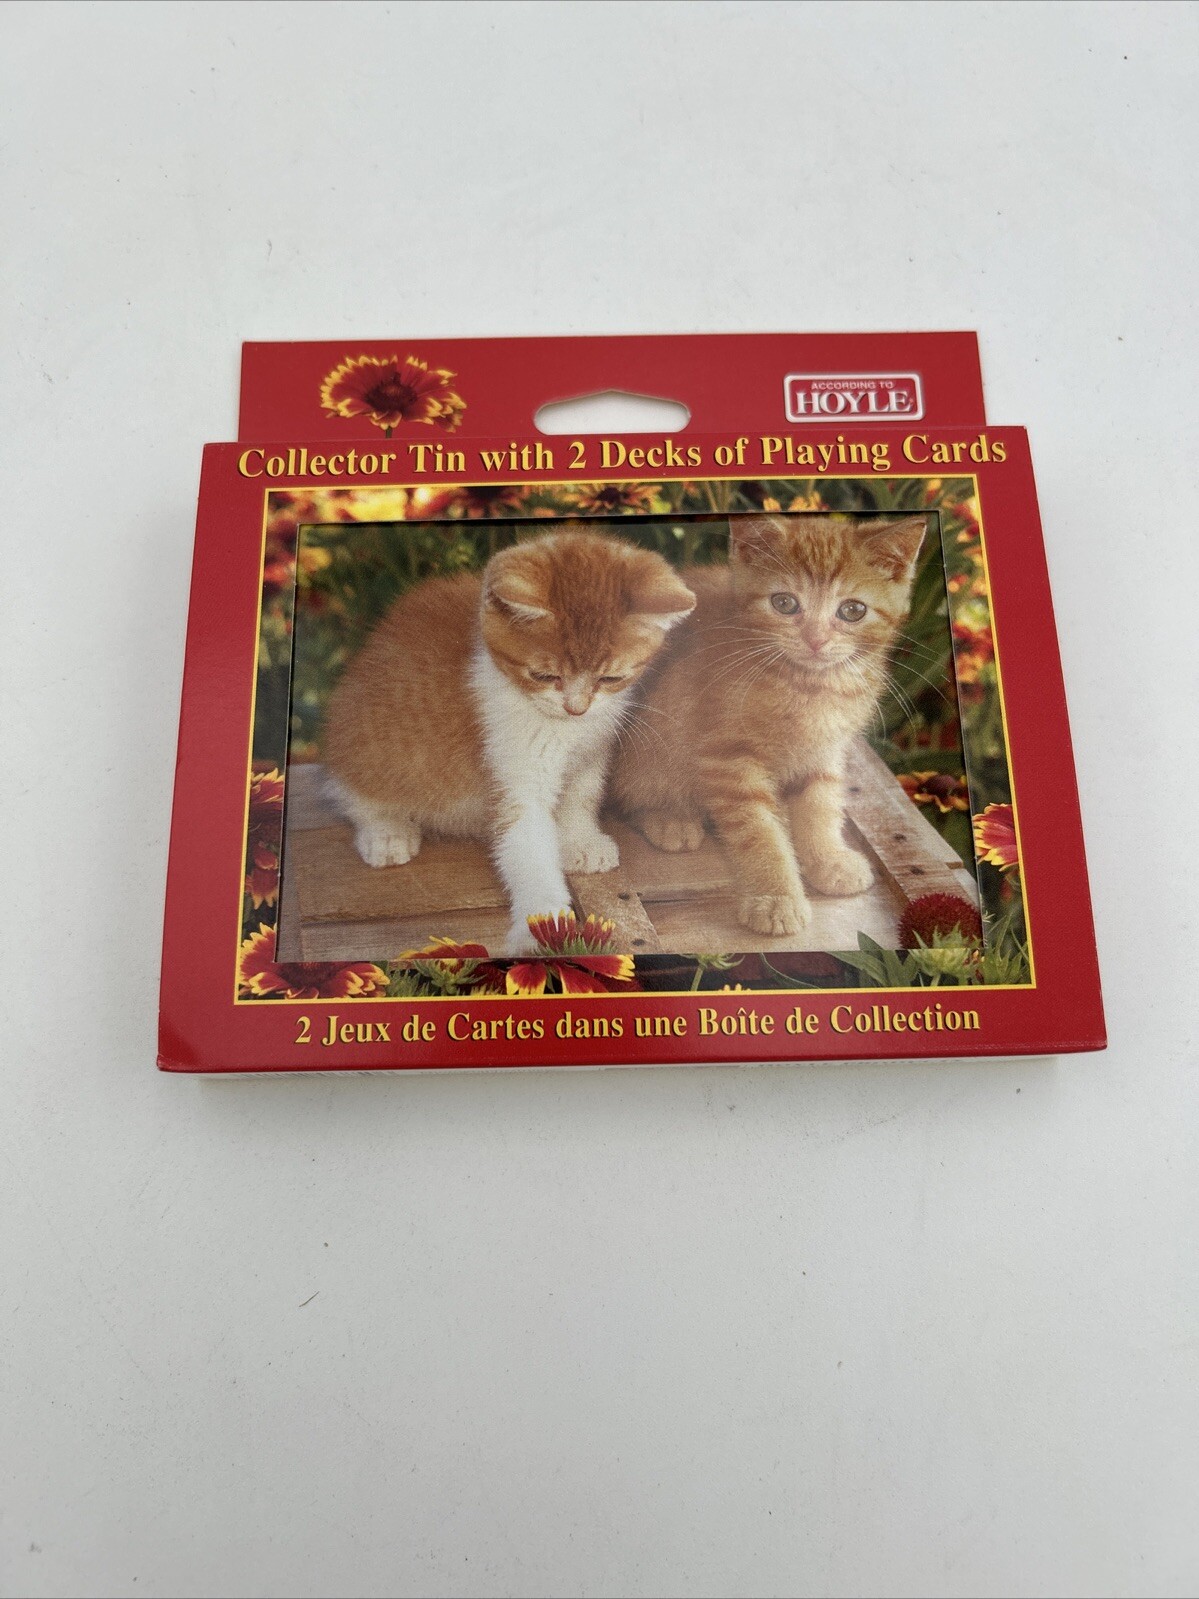 ACCORDING TO
HOYLE
Collector Tin with 2 Decks of Playing Cards
2 Jeux de Cartes dans une Boîte de Collection